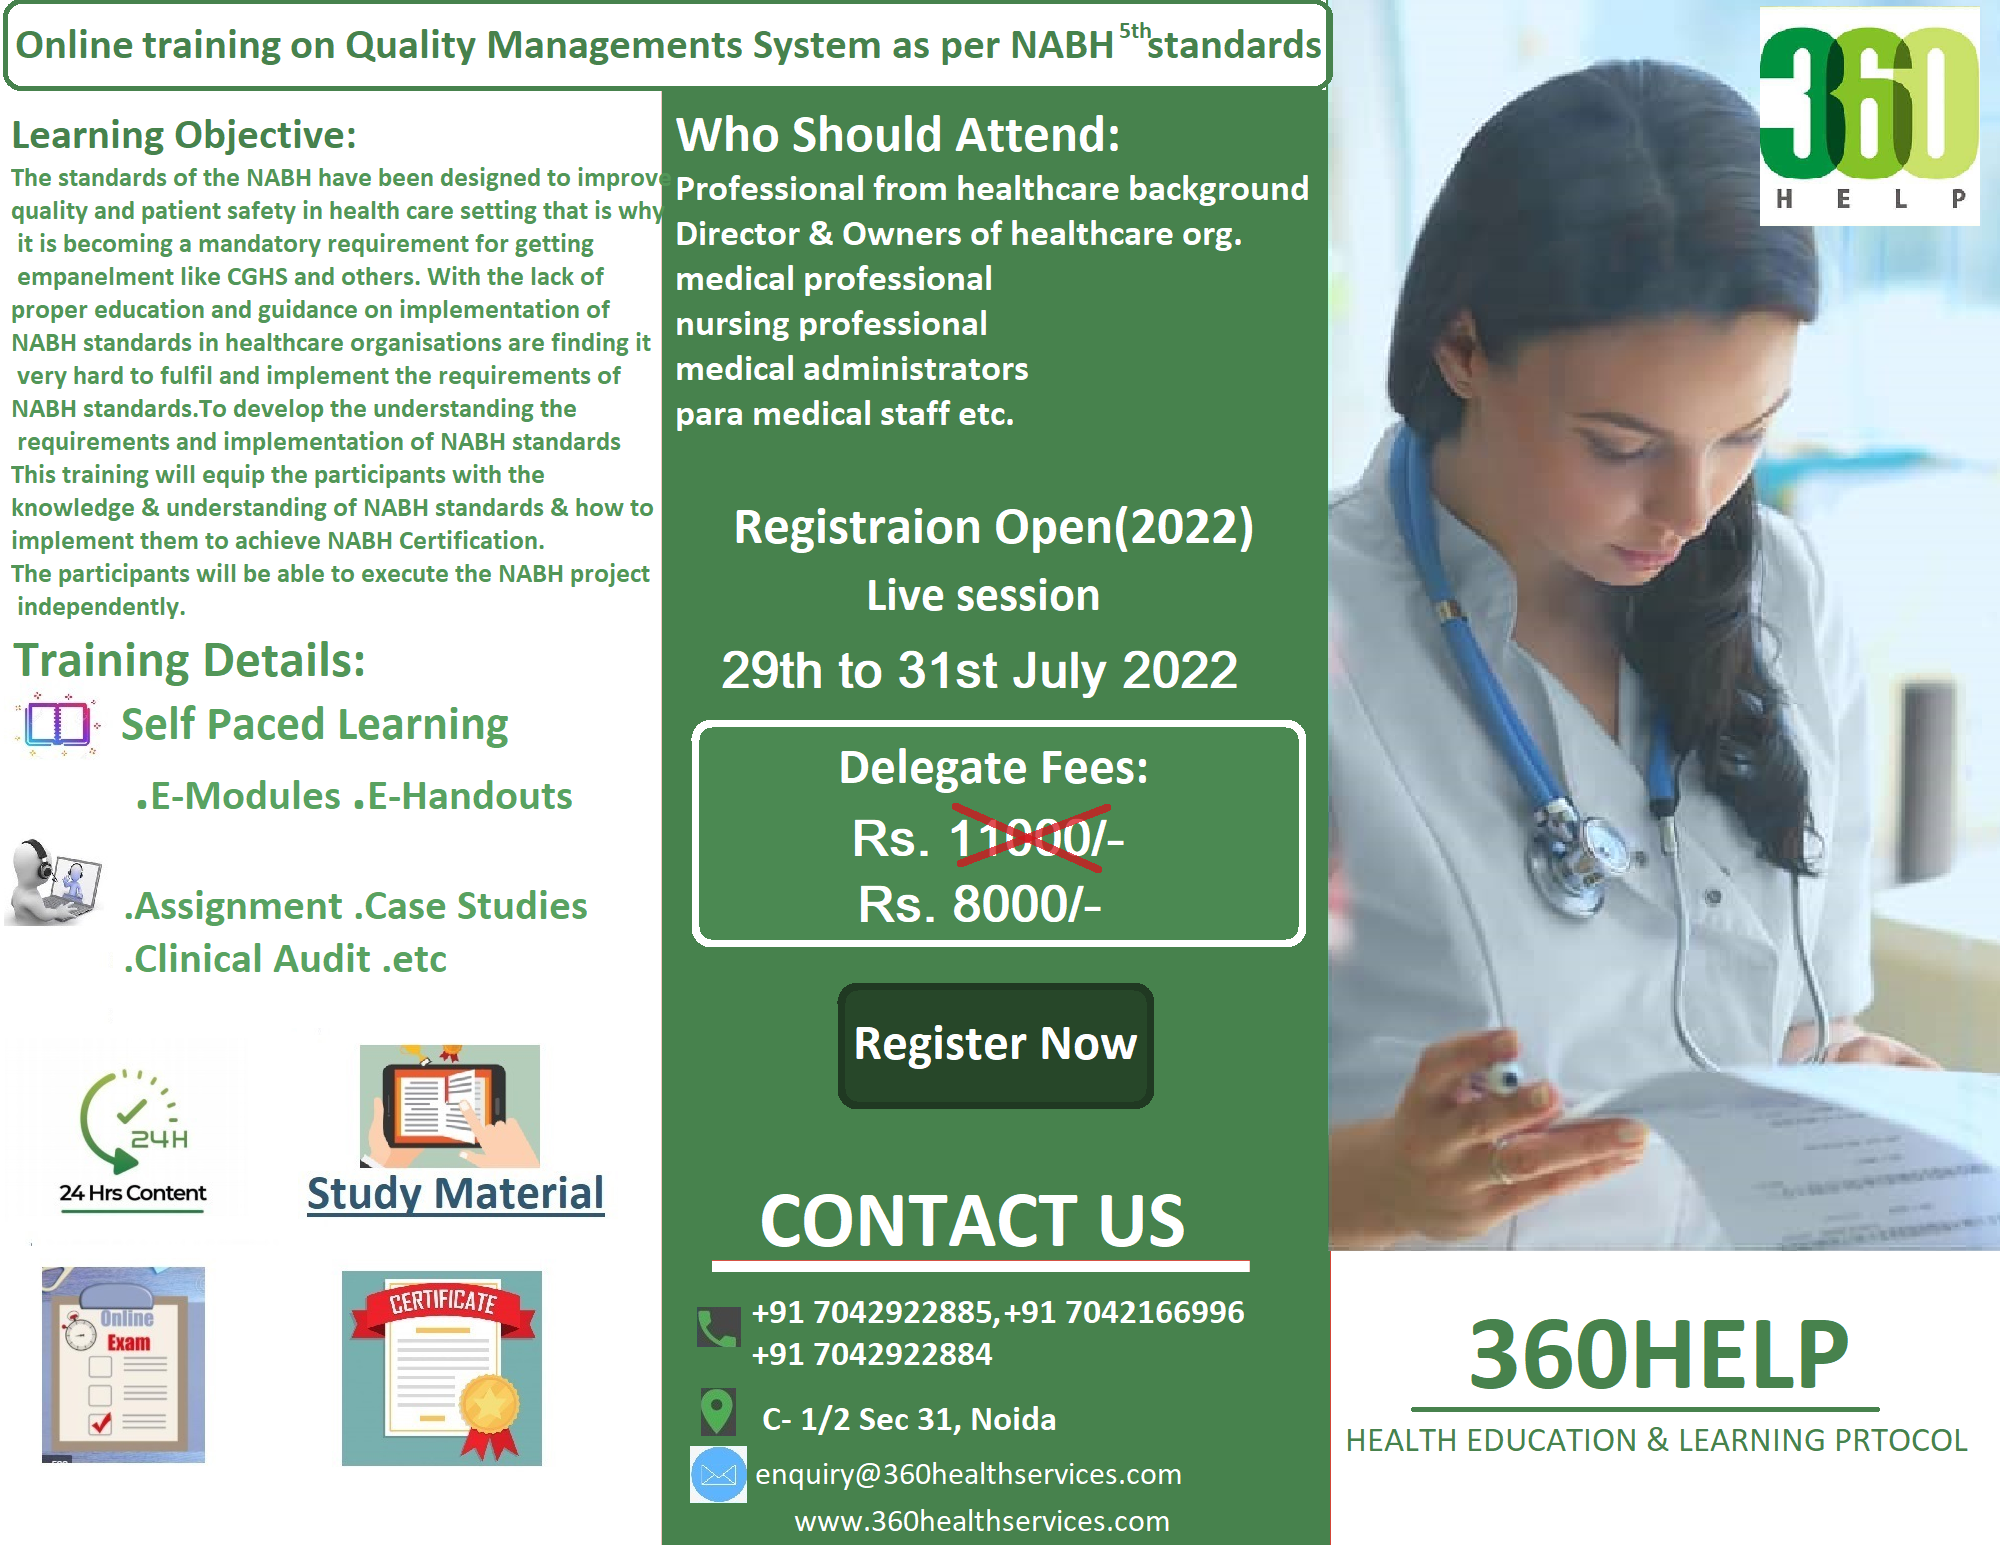 Online training on Quality Managements System as per NABH 5th standards
Learning Objective:
The standards of the NABH have been designed to improve
quality and patient safety in health care setting that is why
it is becoming a mandatory requirement for getting
empanelment like CGHS and others. With the lack of
proper education and guidance on implementation of
NABH standards in healthcare organisations are finding it
very hard to fulfil and implement the requirements of
NABH standards.To develop the understanding the
requirements and implementation of NABH standards
This training will equip the participants with the
knowledge & understanding of NABH standards & how to
implement them to achieve NABH Certification.
The participants will be able to execute the NABH project
independently.
Training Details:
Self Paced Learning
.E-Modules .E-Handouts
.Assignment .Case Studies
.Clinical Audit .etc
24H
24 Hrs Content
Study Material
Online
Exam
CERTIFICATE
Who Should Attend:
Professional from healthcare background
Director & Owners of healthcare org.
medical professional
nursing professional
medical administrators
para medical staff etc.
Registraion Open(2022)
Live session
29th to 31st July 2022
Delegate Fees:
Rs. 11000/-
Rs. 8000/-
Register Now
CONTACT US
+91 7042922885,+91 7042166996
+91 7042922884
C- 1/2 Sec 31, Noida
enquiry@360healthservices.com
www.360healthservices.com
360
HELP
360HELP
HEALTH EDUCATION & LEARNING PRTOCOL